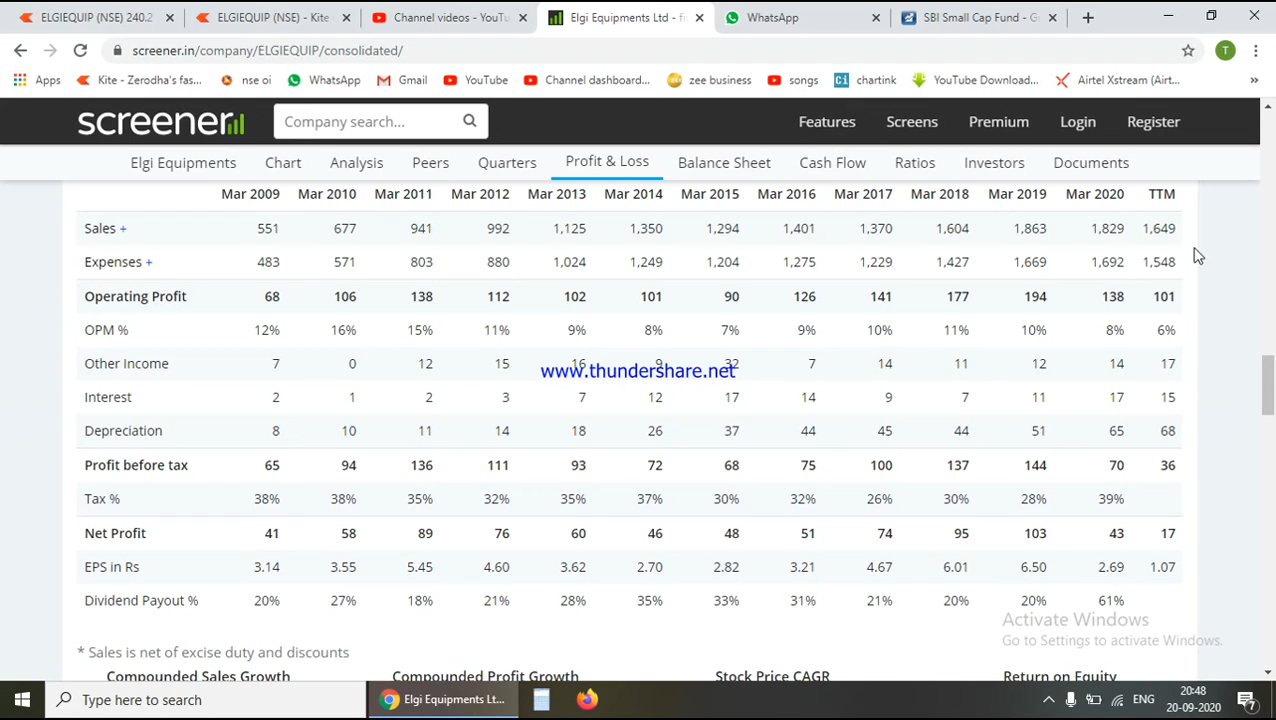 ELGIEQUIP (NSE) 240.2 ELGIEQUIP (NSE) - Kite Channel videos - YouTu Elgi Equipments Ltd - fi WhatsApp SBI Small Cap Fund - G
screener.in/company/ELGIEQUIP/consolidated/ T
Apps Kite - Zerodha's fas... nse oi WhatsApp Gmail YouTube Channel dashboard... zee business songs Ci chartink YouTube Download... Airtel Xstream (Airt... »
screener Company search... Features Screens Premium Login Register
Elgi Equipments Chart Analysis Peers Quarters Profit & Loss Balance Sheet Cash Flow Ratios Investors Documents
Mar 2009 Mar 2010 Mar 2011 Mar 2012 Mar 2013 Mar 2014 Mar 2015 Mar 2016 Mar 2017 Mar 2018 Mar 2019 Mar 2020 TTM
Sales + 551 677 941 992 1,125 1,350 1,294 1,401 1,370 1,604 1,863 1,829 1,649
Expenses + 483 571 803 880 1,024 1,249 1,204 1,275 1,229 1,427 1,669 1,692 1,548
Operating Profit 68 106 138 112 102 101 90 126 141 177 194 138 101
OPM % 12% 16% 15% 11% 9% 8% 7% 9% 10% 11% 10% 8% 6%
Other Income 7 0 12 15 16 9 32 7 14 11 12 14 17
www.thundershare.net
Interest 2 1 2 3 7 12 17 14 9 7 11 17 15
Depreciation 8 10 11 14 18 26 37 44 45 44 51 65 68
Profit before tax 65 94 136 111 93 72 68 75 100 137 144 70 36
Tax % 38% 38% 35% 32% 35% 37% 30% 32% 26% 30% 28% 39%
Net Profit 41 58 89 76 60 46 48 51 74 95 103 43 17
EPS in Rs 3.14 3.55 5.45 4.60 3.62 2.70 2.82 3.21 4.67 6.01 6.50 2.69 1.07
Dividend Payout % 20% 27% 18% 21% 28% 35% 33% 31% 21% 20% 20% 61%
Activate Windows
Go to Settings to activate Windows.
* Sales is net of excise duty and discounts
Compounded Sales Growth Compounded Profit Growth Stock Price CAGR Return on Equity
Type here to search Elgi Equipments Lt... ENG 20:48
20-09-2020 7